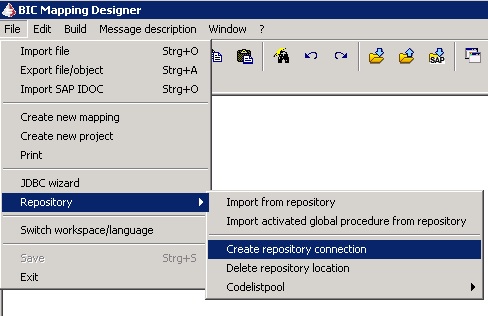 BIC Mapping Designer
File Edit Build Message description Window ?
Import file Strg+O
Export file/object Strg+A
Import SAP IDOC Strg+O
SAP
Create new mapping
Create new project
Print
JDBC wizard
Repository
Import from repository
Import activated global procedure from repository
Switch workspace/language
Create repository connection
Save Strg+S
Delete repository location
Exit
Codelistpool